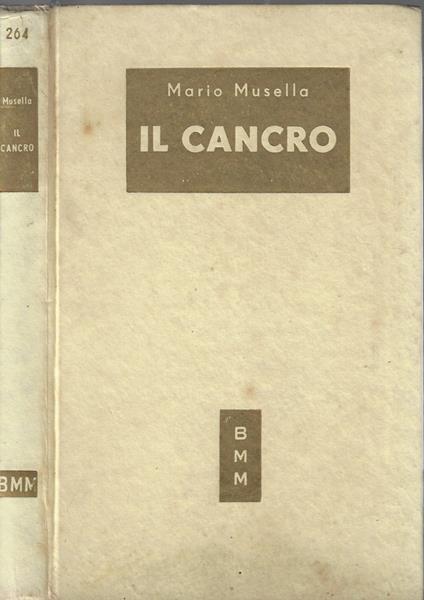 264
Musella
IL
CANCRO
BMM
Mario Musella
IL CANCRO
B
M
M